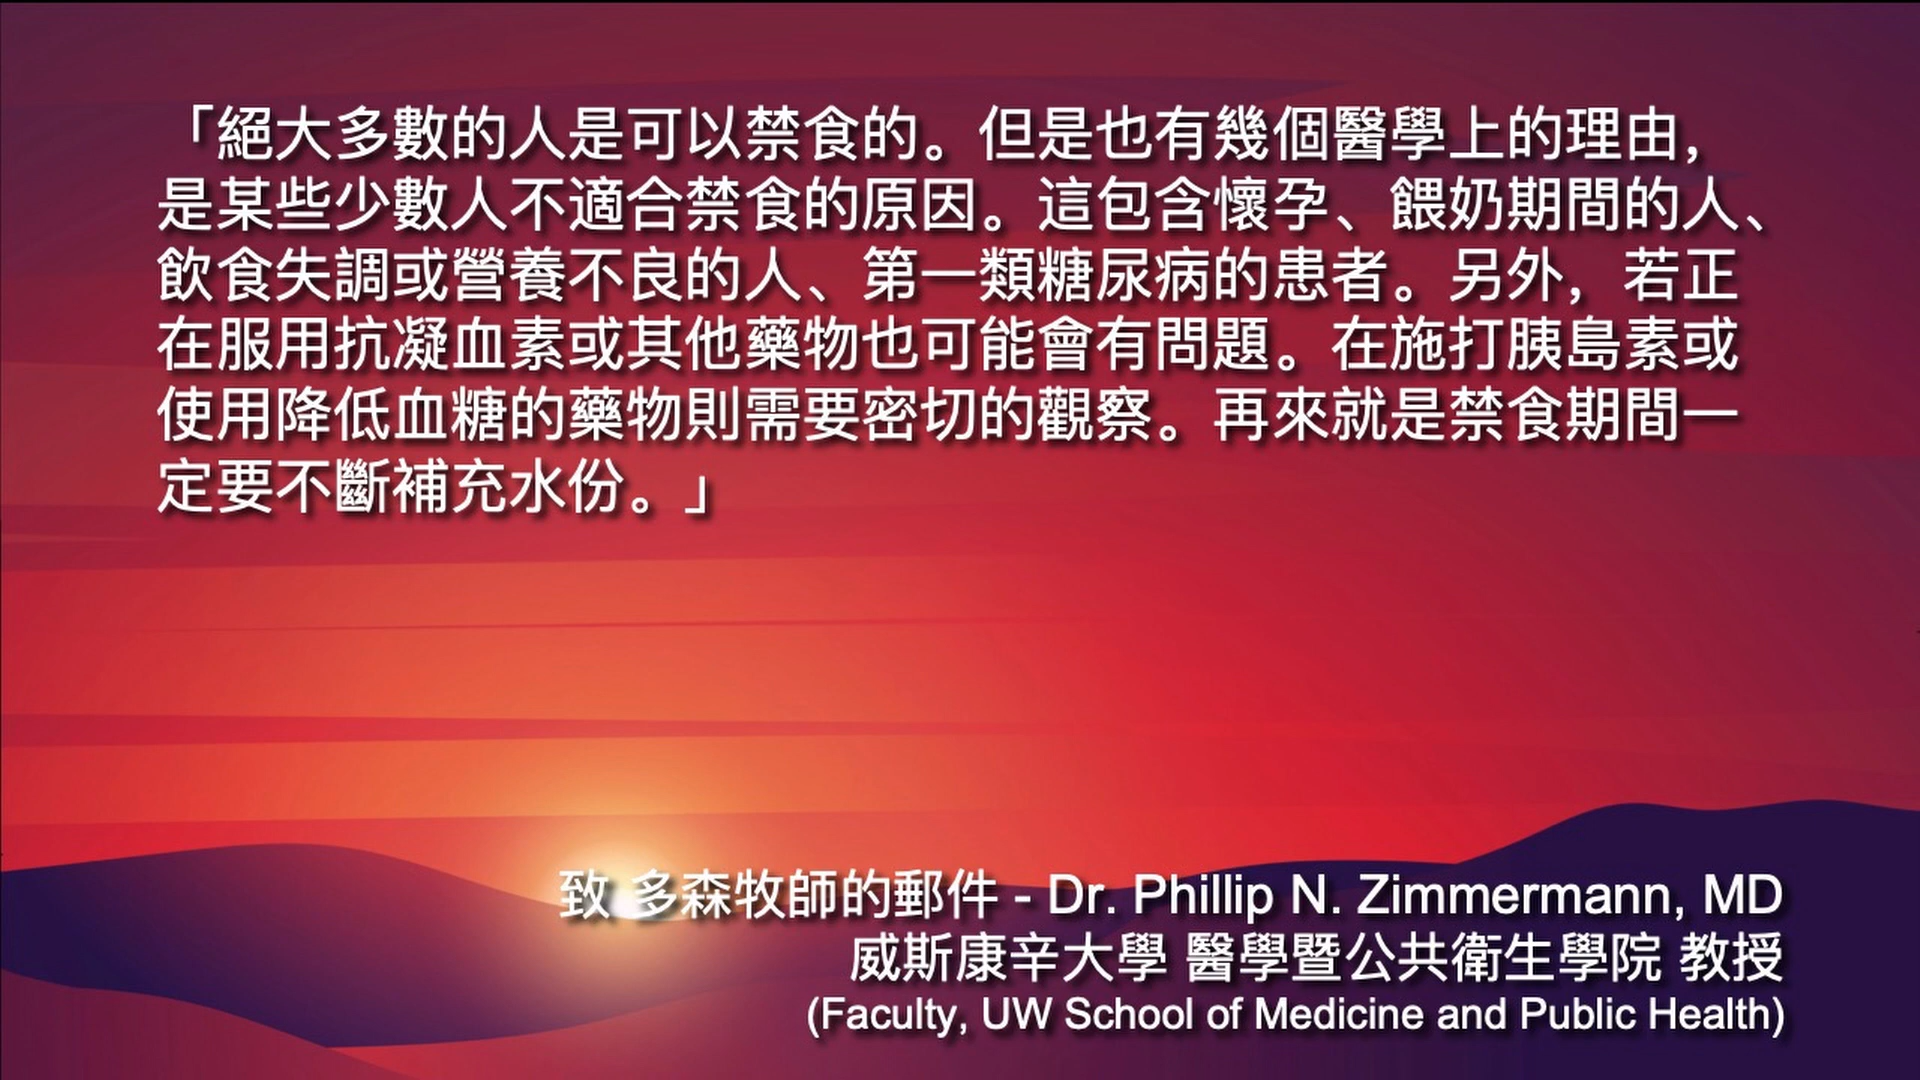 「絕大多數的人是可以禁食的。但是也有幾個醫學上的理由，
是某些少數人不適合禁食的原因。這包含懷孕、餵奶期間的人、
飲食失調或營養不良的人、第一類糖尿病的患者。另外，若正
在服用抗凝血素或其他藥物也可能會有問題。在施打胰島素或
使用降低血糖的藥物則需要密切的觀察。再來就是禁食期間一
定要不斷補充水份。」
致 多森牧師的郵件 - Dr. Phillip N. Zimmermann, MD
威斯康辛大學 醫學暨公共衛生學院 教授
(Faculty, UW School of Medicine and Public Health)